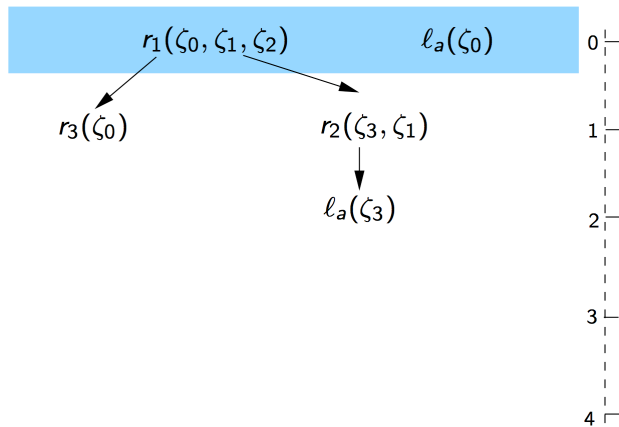 r₁(ζ₀, ζ₁, ζ₂) ℓₐ(ζ₀) 0
r₃(ζ₀) r₂(ζ₃, ζ₁) 1
ℓₐ(ζ₃) 2
3
4